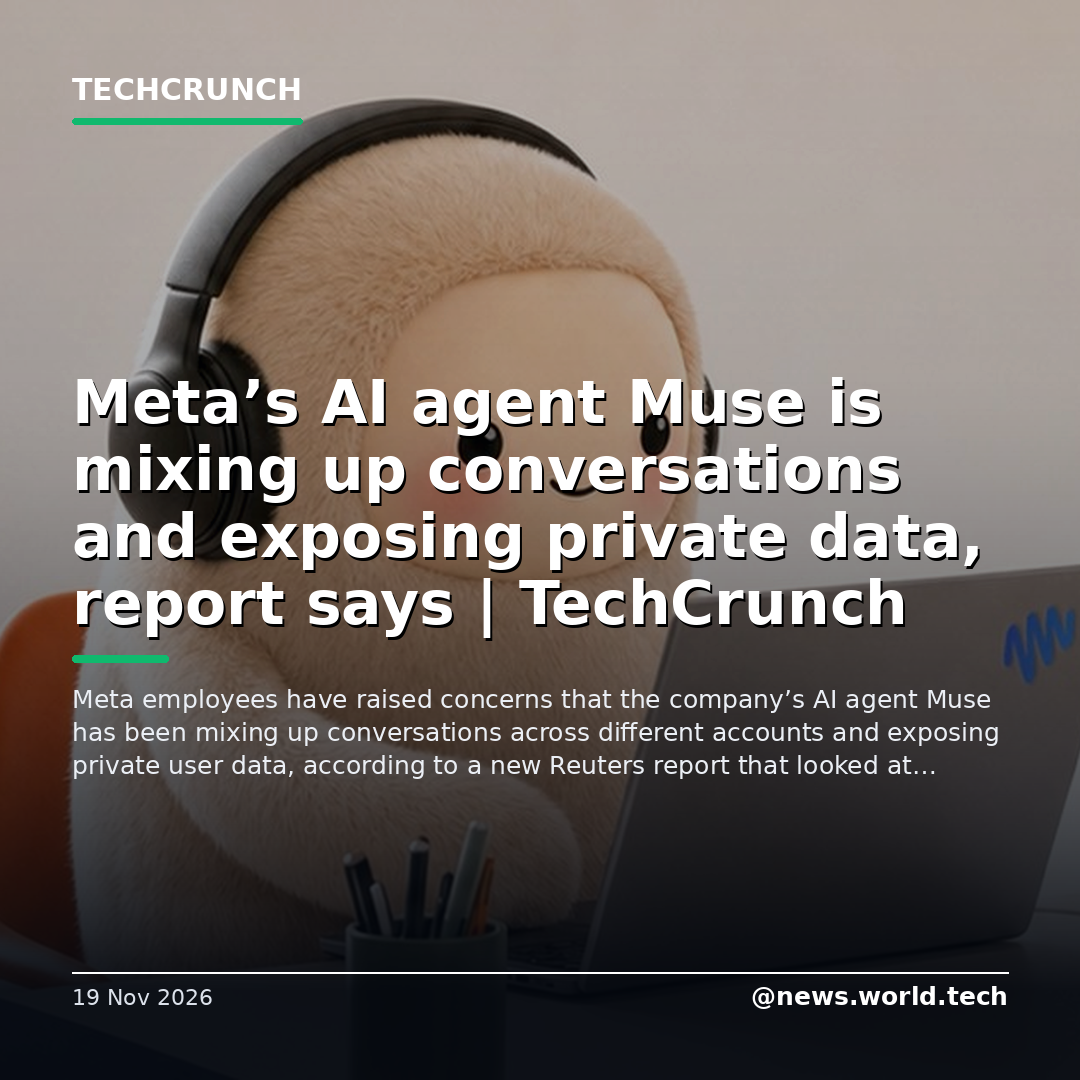 TECHCRUNCH
Meta’s AI agent Muse is
mixing up conversations
and exposing private data,
report says | TechCrunch
Meta employees have raised concerns that the company’s AI agent Muse
has been mixing up conversations across different accounts and exposing
private user data, according to a new Reuters report that looked at...
19 Nov 2026
@news.world.tech